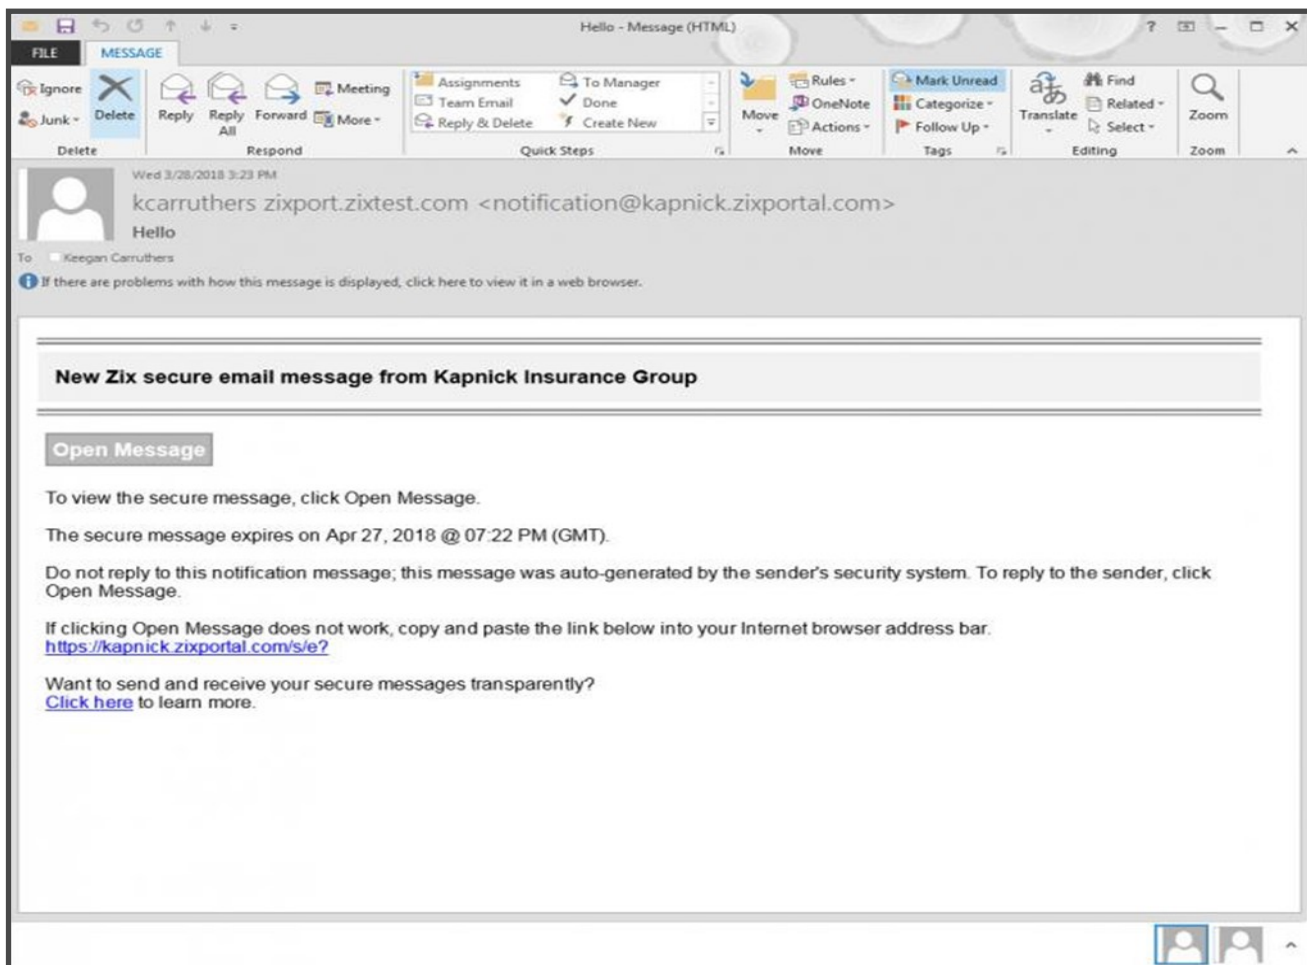 Hello - Message (HTML)
FILE MESSAGE
Ignore
Junk
Delete
Reply
Reply All
Forward
Meeting
More
Assignments
Team Email
Reply & Delete
To Manager
Done
Create New
Move
Rules
OneNote
Actions
Mark Unread
Categorize
Follow Up
Translate
Find
Related
Select
Zoom
Delete Respond Quick Steps Move Tags Editing Zoom
Wed 3/28/2018 3:23 PM
kcarruthers zixport.zixtest.com <notification@kapnick.zixportal.com>
Hello
To Keegan Carruthers
If there are problems with how this message is displayed, click here to view it in a web browser.
New Zix secure email message from Kapnick Insurance Group
Open Message
To view the secure message, click Open Message.
The secure message expires on Apr 27, 2018 @ 07:22 PM (GMT).
Do not reply to this notification message; this message was auto-generated by the sender's security system. To reply to the sender, click
Open Message.
If clicking Open Message does not work, copy and paste the link below into your Internet browser address bar.
https://kapnick.zixportal.com/s/e?
Want to send and receive your secure messages transparently?
Click here to learn more.